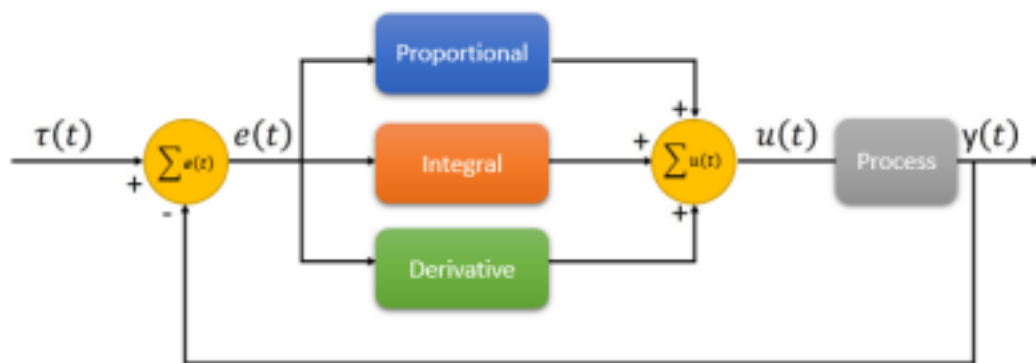 Proportional
τ(t)
e(t)
∑e(t)
+
-
Integral
+
+
+
∑u(t)
u(t)
Process
y(t)
Derivative